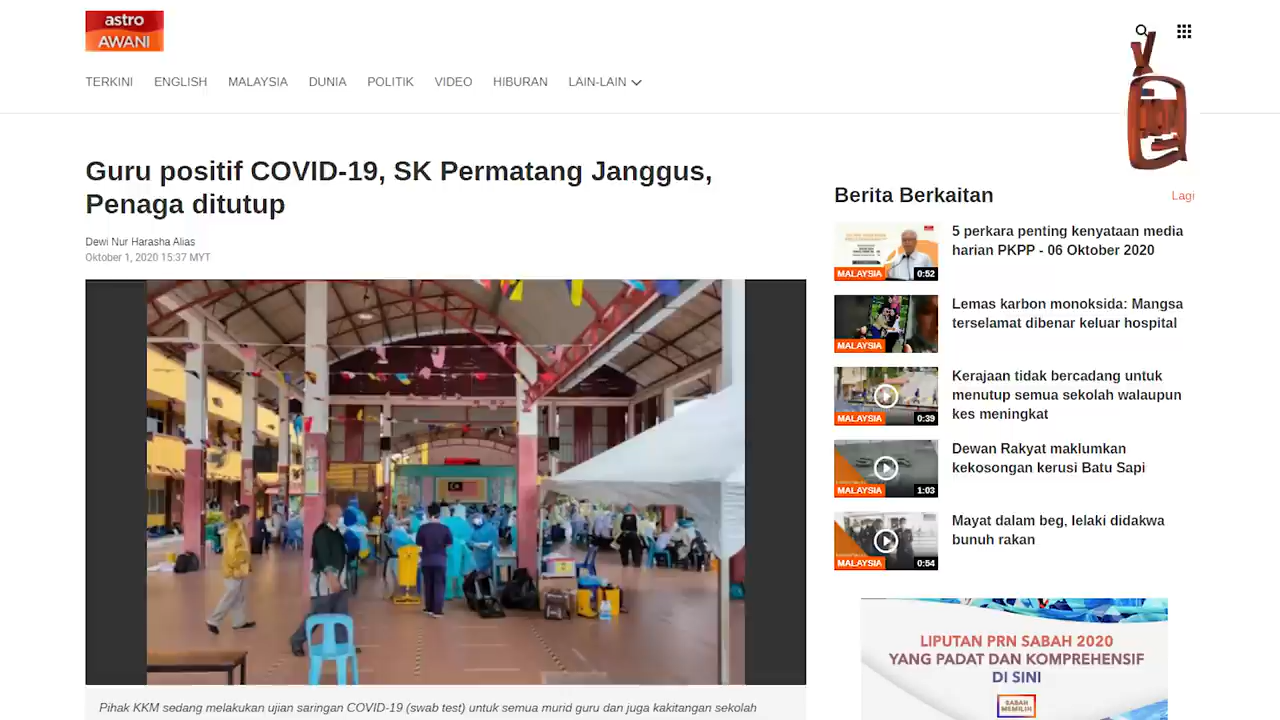 astro
AWANI
TERKINI ENGLISH MALAYSIA DUNIA POLITIK VIDEO HIBURAN LAIN-LAIN
Guru positif COVID-19, SK Permatang Janggus,
Penaga ditutup
Dewi Nur Harasha Alias
Oktober 1, 2020 15:37 MYT
Pihak KKM sedang melakukan ujian saringan COVID-19 (swab test) untuk semua murid guru dan juga kakitangan sekolah
Berita Berkaitan
Lagi
5 perkara penting kenyataan media
harian PKPP - 06 Oktober 2020
MALAYSIA 0:52
Lemas karbon monoksida: Mangsa
terselamat dibenar keluar hospital
MALAYSIA
Kerajaan tidak bercadang untuk
menutup semua sekolah walaupun
kes meningkat
MALAYSIA 0:39
Dewan Rakyat maklumkan
kekosongan kerusi Batu Sapi
MALAYSIA 1:03
Mayat dalam beg, lelaki didakwa
bunuh rakan
MALAYSIA 0:54
LIPUTAN PRN SABAH 2020
YANG PADAT DAN KOMPREHENSIF
DI SINI
SABAH
MEMILIH